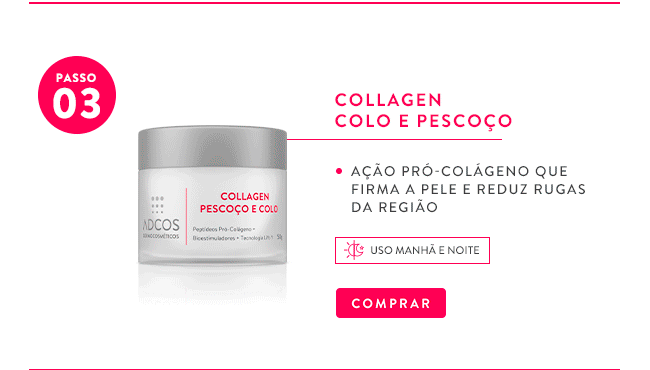 PASSO
03
COLLAGEN
COLO E PESCOÇO
AÇÃO PRÓ-COLÁGENO QUE
FIRMA A PELE E REDUZ RUGAS
DA REGIÃO
USO MANHÃ E NOITE
COMPRAR
COLLAGEN
PESCOÇO E COLO
ADCOS
DERMOCOSMÉTICOS
Peptídeos Pró-Colágeno •
Bioestimuladores • Tecnologia